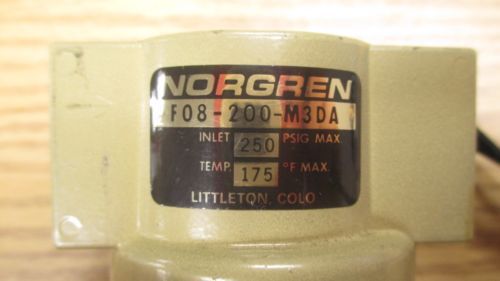 NORGREN
F08-200-M3DA
INLET 250 PSIG MAX.
TEMP. 175 °F MAX.
LITTLETON, COLO